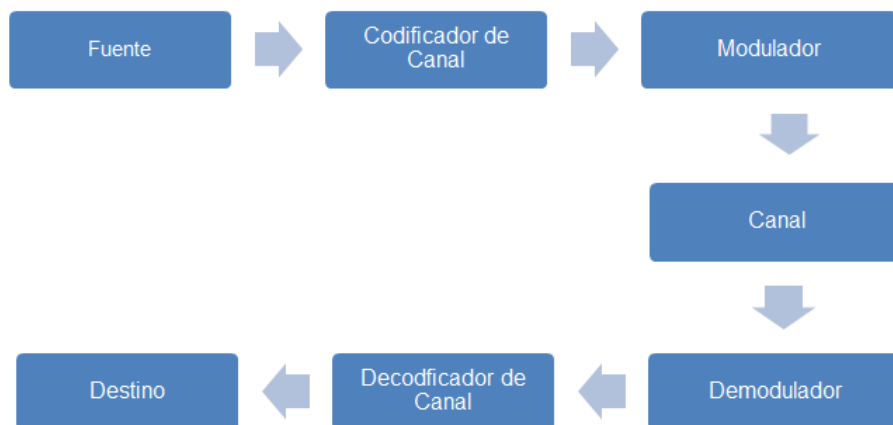 Fuente
Codificador de
Canal
Modulador
Canal
Demodulador
Decodficador de
Canal
Destino